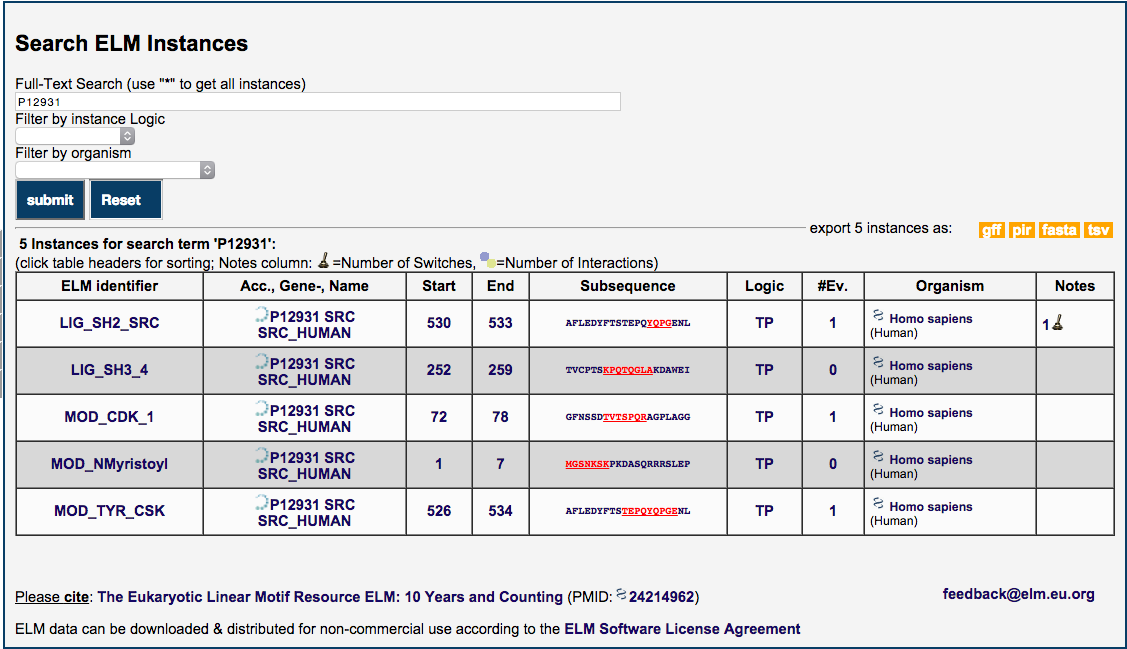 Search ELM Instances
Full-Text Search (use "*" to get all instances)
P12931
Filter by instance Logic
Filter by organism
submit Reset
export 5 instances as: gff pir fasta tsv
5 Instances for search term 'P12931':
(click table headers for sorting; Notes column: =Number of Switches, =Number of Interactions)
ELM identifier Acc., Gene-, Name Start End Subsequence Logic #Ev. Organism Notes
LIG_SH2_SRC P12931 SRC SRC_HUMAN 530 533 AFLEDYFTSTEPQYQPGENL TP 1 Homo sapiens (Human) 1
LIG_SH3_4 P12931 SRC SRC_HUMAN 252 259 TVCPTSKPQTQGLAKDAWEI TP 0 Homo sapiens (Human)
MOD_CDK_1 P12931 SRC SRC_HUMAN 72 78 GFNSSDTVTSPQRAGPLAGG TP 1 Homo sapiens (Human)
MOD_NMyristoyl P12931 SRC SRC_HUMAN 1 7 MGSNKSKPKDASQRRRSLEP TP 0 Homo sapiens (Human)
MOD_TYR_CSK P12931 SRC SRC_HUMAN 526 534 AFLEDYFTSTEPQYQPGENL TP 1 Homo sapiens (Human)
Please cite: The Eukaryotic Linear Motif Resource ELM: 10 Years and Counting (PMID: 24214962)
feedback@elm.eu.org
ELM data can be downloaded & distributed for non-commercial use according to the ELM Software License Agreement